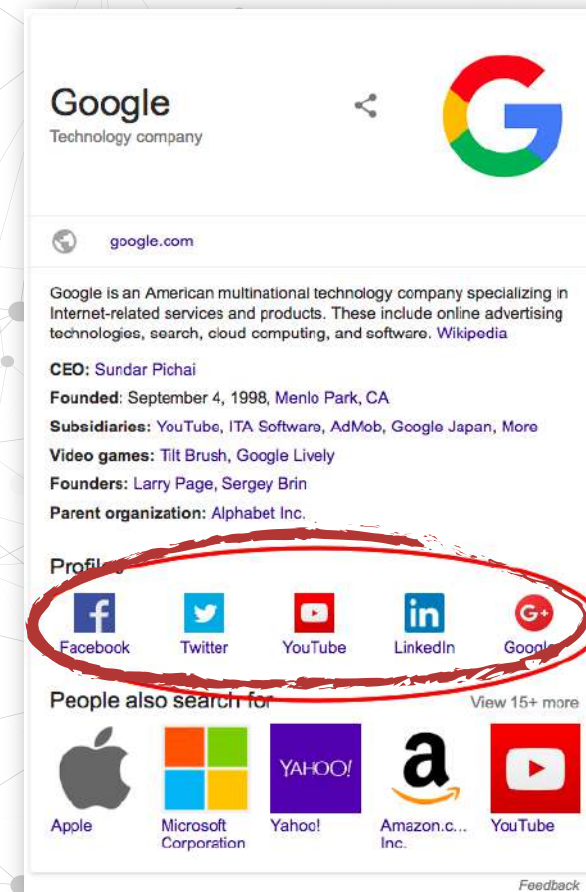 Google
Technology company
google.com
Google is an American multinational technology company specializing in
Internet-related services and products. These include online advertising
technologies, search, cloud computing, and software. Wikipedia
CEO: Sundar Pichai
Founded: September 4, 1998, Menlo Park, CA
Subsidiaries: YouTube, ITA Software, AdMob, Google Japan, More
Video games: Tilt Brush, Google Lively
Founders: Larry Page, Sergey Brin
Parent organization: Alphabet Inc.
Profiles
Facebook Twitter YouTube LinkedIn Google
People also search for View 15+ more
YAHOO!
Apple Microsoft Yahoo! Amazon.c... YouTube
Corporation Inc.
Feedback